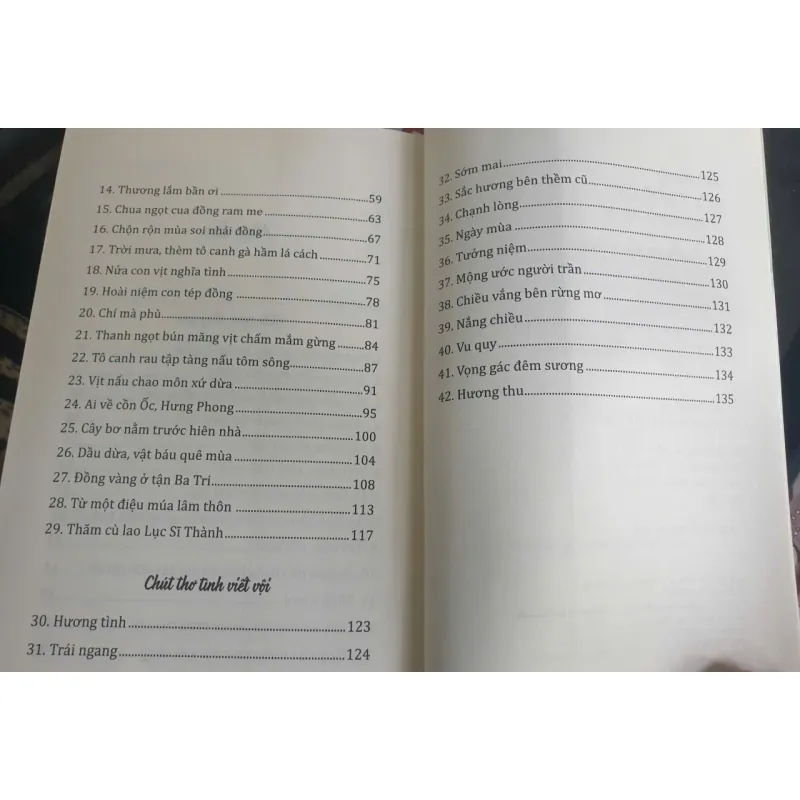 14. Thương lắm bần ơi ........ 59
15. Chua ngọt cua đồng ram me ........ 63
16. Chộn rộn mùa soi nhái đồng ........ 67
17. Trời mưa, thèm tô canh gà hầm lá cách ........ 71
18. Nửa con vịt nghĩa tình ........ 75
19. Hoài niệm con tép đồng ........ 78
20. Chí mà phù ........ 81
21. Thanh ngọt bún măng vịt chấm mắm gừng ........ 84
22. Tô canh rau tập tàng nấu tôm sông ........ 87
23. Vịt nấu chao môn xứ dừa ........ 91
24. Ai về cồn Ốc, Hưng Phong ........ 95
25. Cây bơ nằm trước hiên nhà ........ 100
26. Dầu dừa, vật báu quê mùa ........ 104
27. Đồng vàng ở tận Ba Tri ........ 108
28. Từ một điệu múa lâm thôn ........ 113
29. Thăm cù lao Lục Sĩ Thành ........ 117
Chút thơ tình viết vội
30. Hương tình ........ 123
31. Trái ngang ........ 124
32. Sớm mai ........ 125
33. Sắc hương bên thềm cũ ........ 126
34. Chạnh lòng ........ 127
35. Ngày mùa ........ 128
36. Tưởng niệm ........ 129
37. Mộng ước người trần ........ 130
38. Chiều vắng bên rừng mơ ........ 131
39. Nắng chiều ........ 132
40. Vu quy ........ 133
41. Vọng gác đêm sương ........ 134
42. Hương thu ........ 135